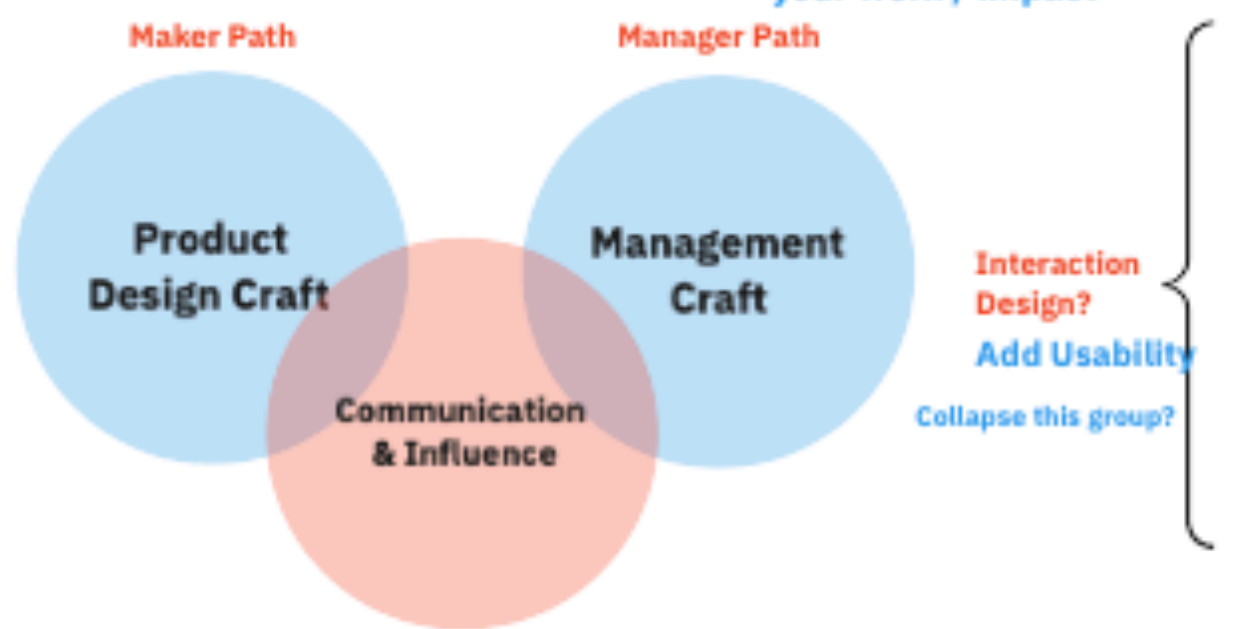 Maker Path
Manager Path
Product
Design Craft
Management
Craft
Communication
& Influence
Interaction
Design?
Add Usability
Collapse this group?